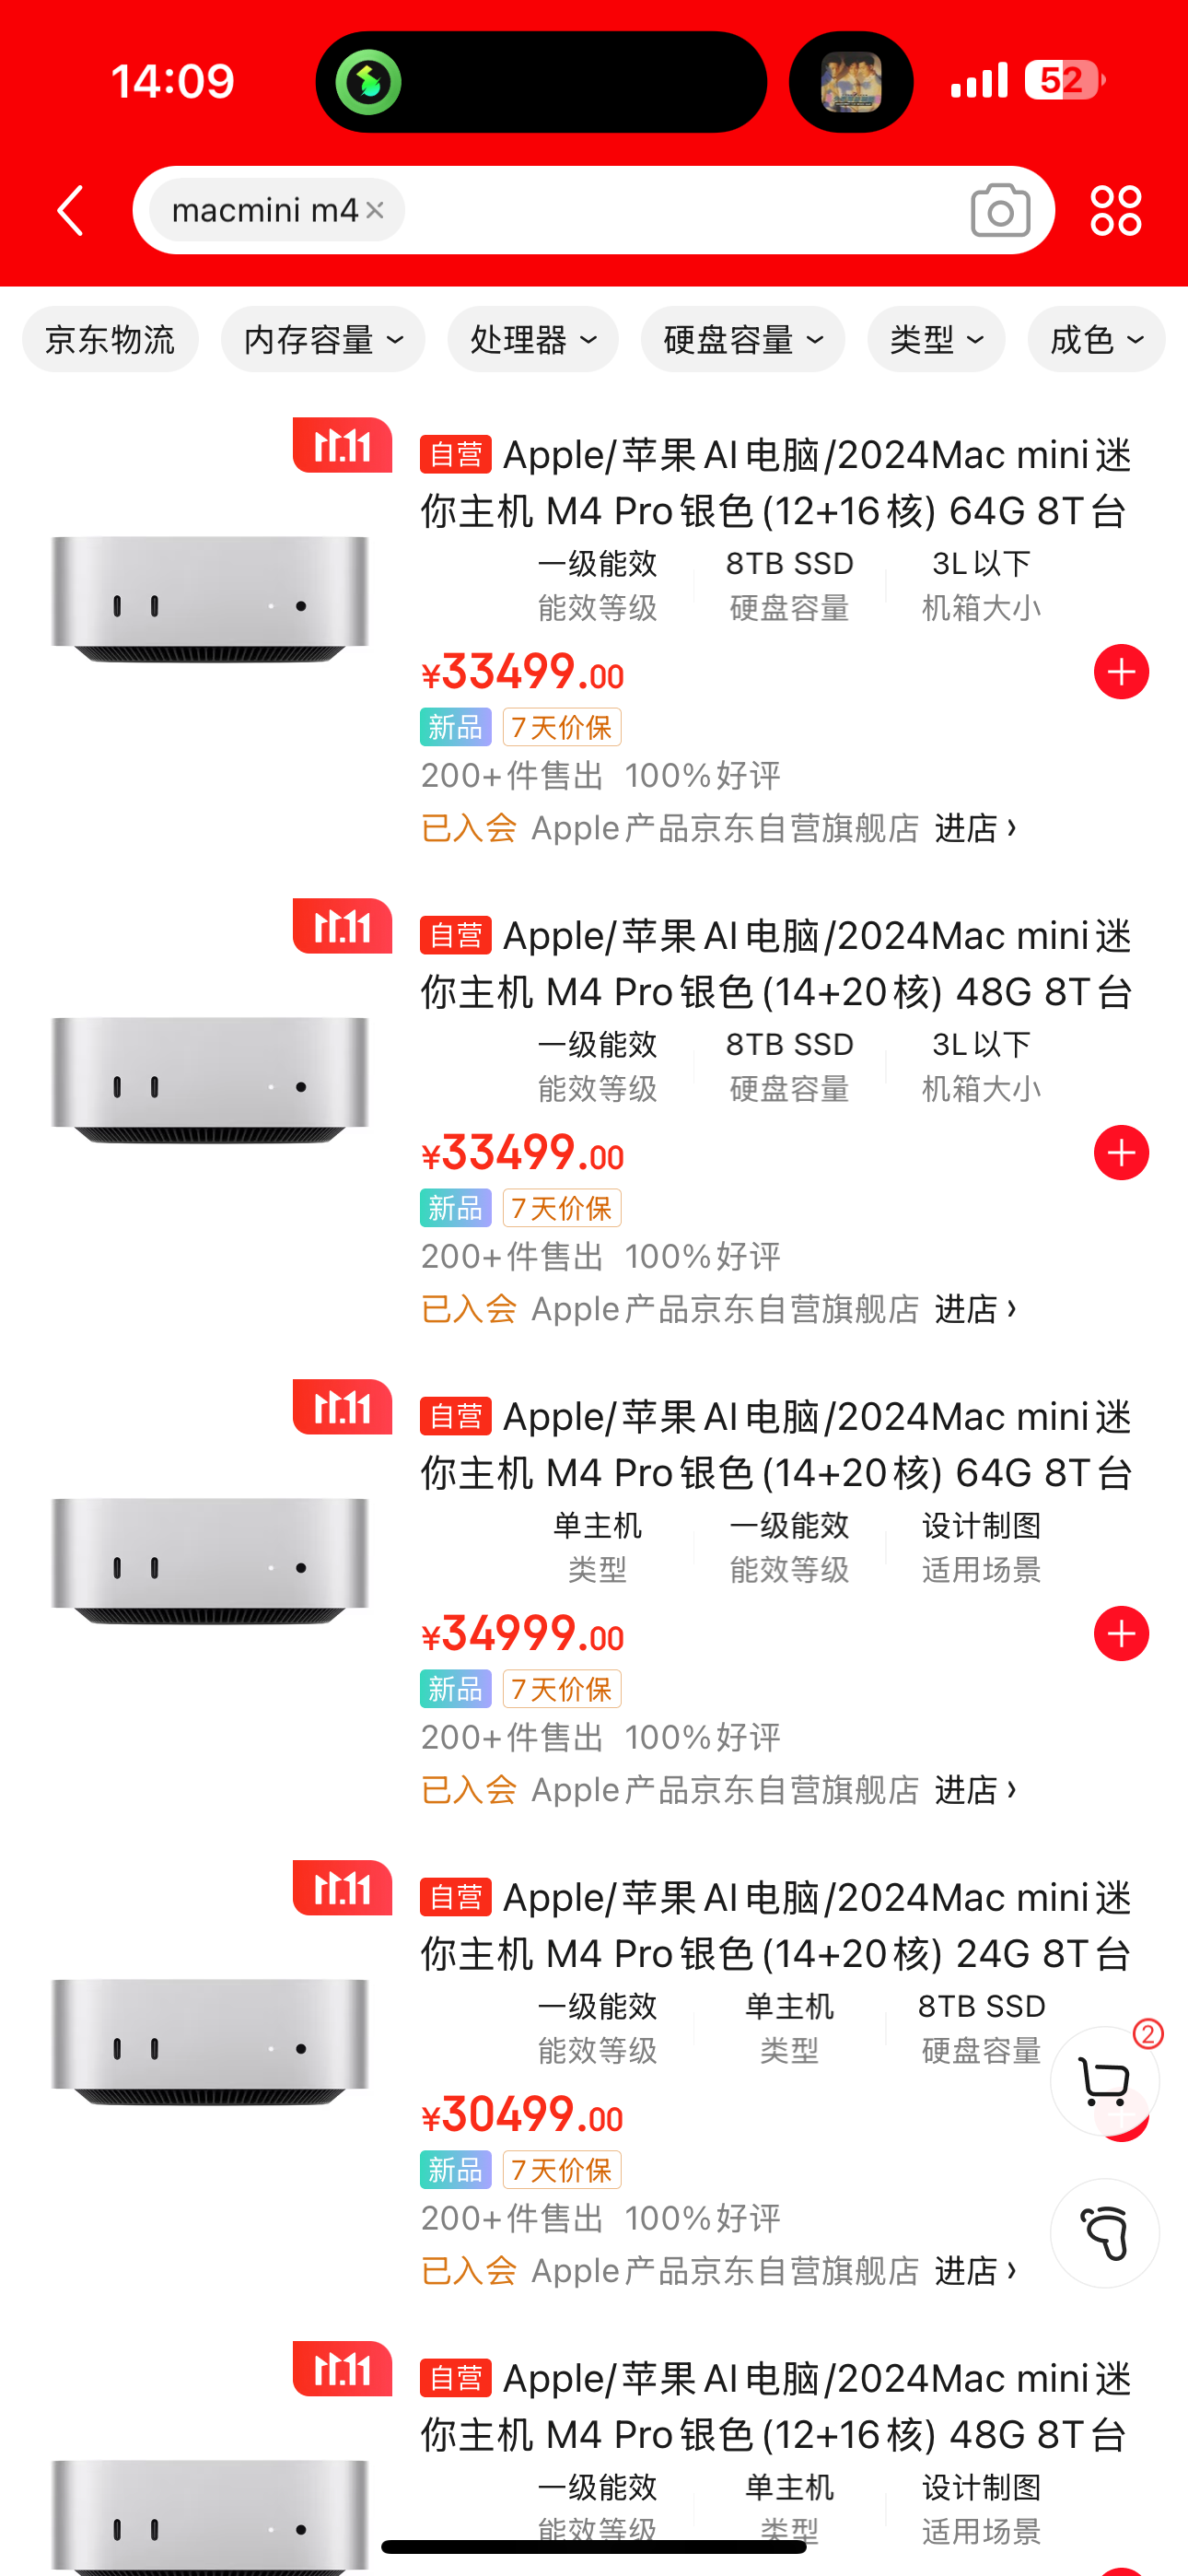 14:09
52
macmini m4 ×
京东物流 内存容量 处理器 硬盘容量 类型 成色
11.11
自营 Apple/苹果AI电脑/2024Mac mini迷
你主机 M4 Pro银色(12+16核) 64G 8T台
一级能效 8TB SSD 3L以下
能效等级 硬盘容量 机箱大小
¥33499.00
新品 7天价保
200+件售出 100%好评
已入会 Apple产品京东自营旗舰店 进店›
11.11
自营 Apple/苹果AI电脑/2024Mac mini迷
你主机 M4 Pro银色(14+20核) 48G 8T台
一级能效 8TB SSD 3L以下
能效等级 硬盘容量 机箱大小
¥33499.00
新品 7天价保
200+件售出 100%好评
已入会 Apple产品京东自营旗舰店 进店›
11.11
自营 Apple/苹果AI电脑/2024Mac mini迷
你主机 M4 Pro银色(14+20核) 64G 8T台
单主机 一级能效 设计制图
类型 能效等级 适用场景
¥34999.00
新品 7天价保
200+件售出 100%好评
已入会 Apple产品京东自营旗舰店 进店›
11.11
自营 Apple/苹果AI电脑/2024Mac mini迷
你主机 M4 Pro银色(14+20核) 24G 8T台
一级能效 单主机 8TB SSD
能效等级 类型 硬盘容量
2
¥30499.00
新品 7天价保
200+件售出 100%好评
已入会 Apple产品京东自营旗舰店 进店›
11.11
自营 Apple/苹果AI电脑/2024Mac mini迷
你主机 M4 Pro银色(12+16核) 48G 8T台
一级能效 单主机 设计制图
能效等级 类型 适用场景